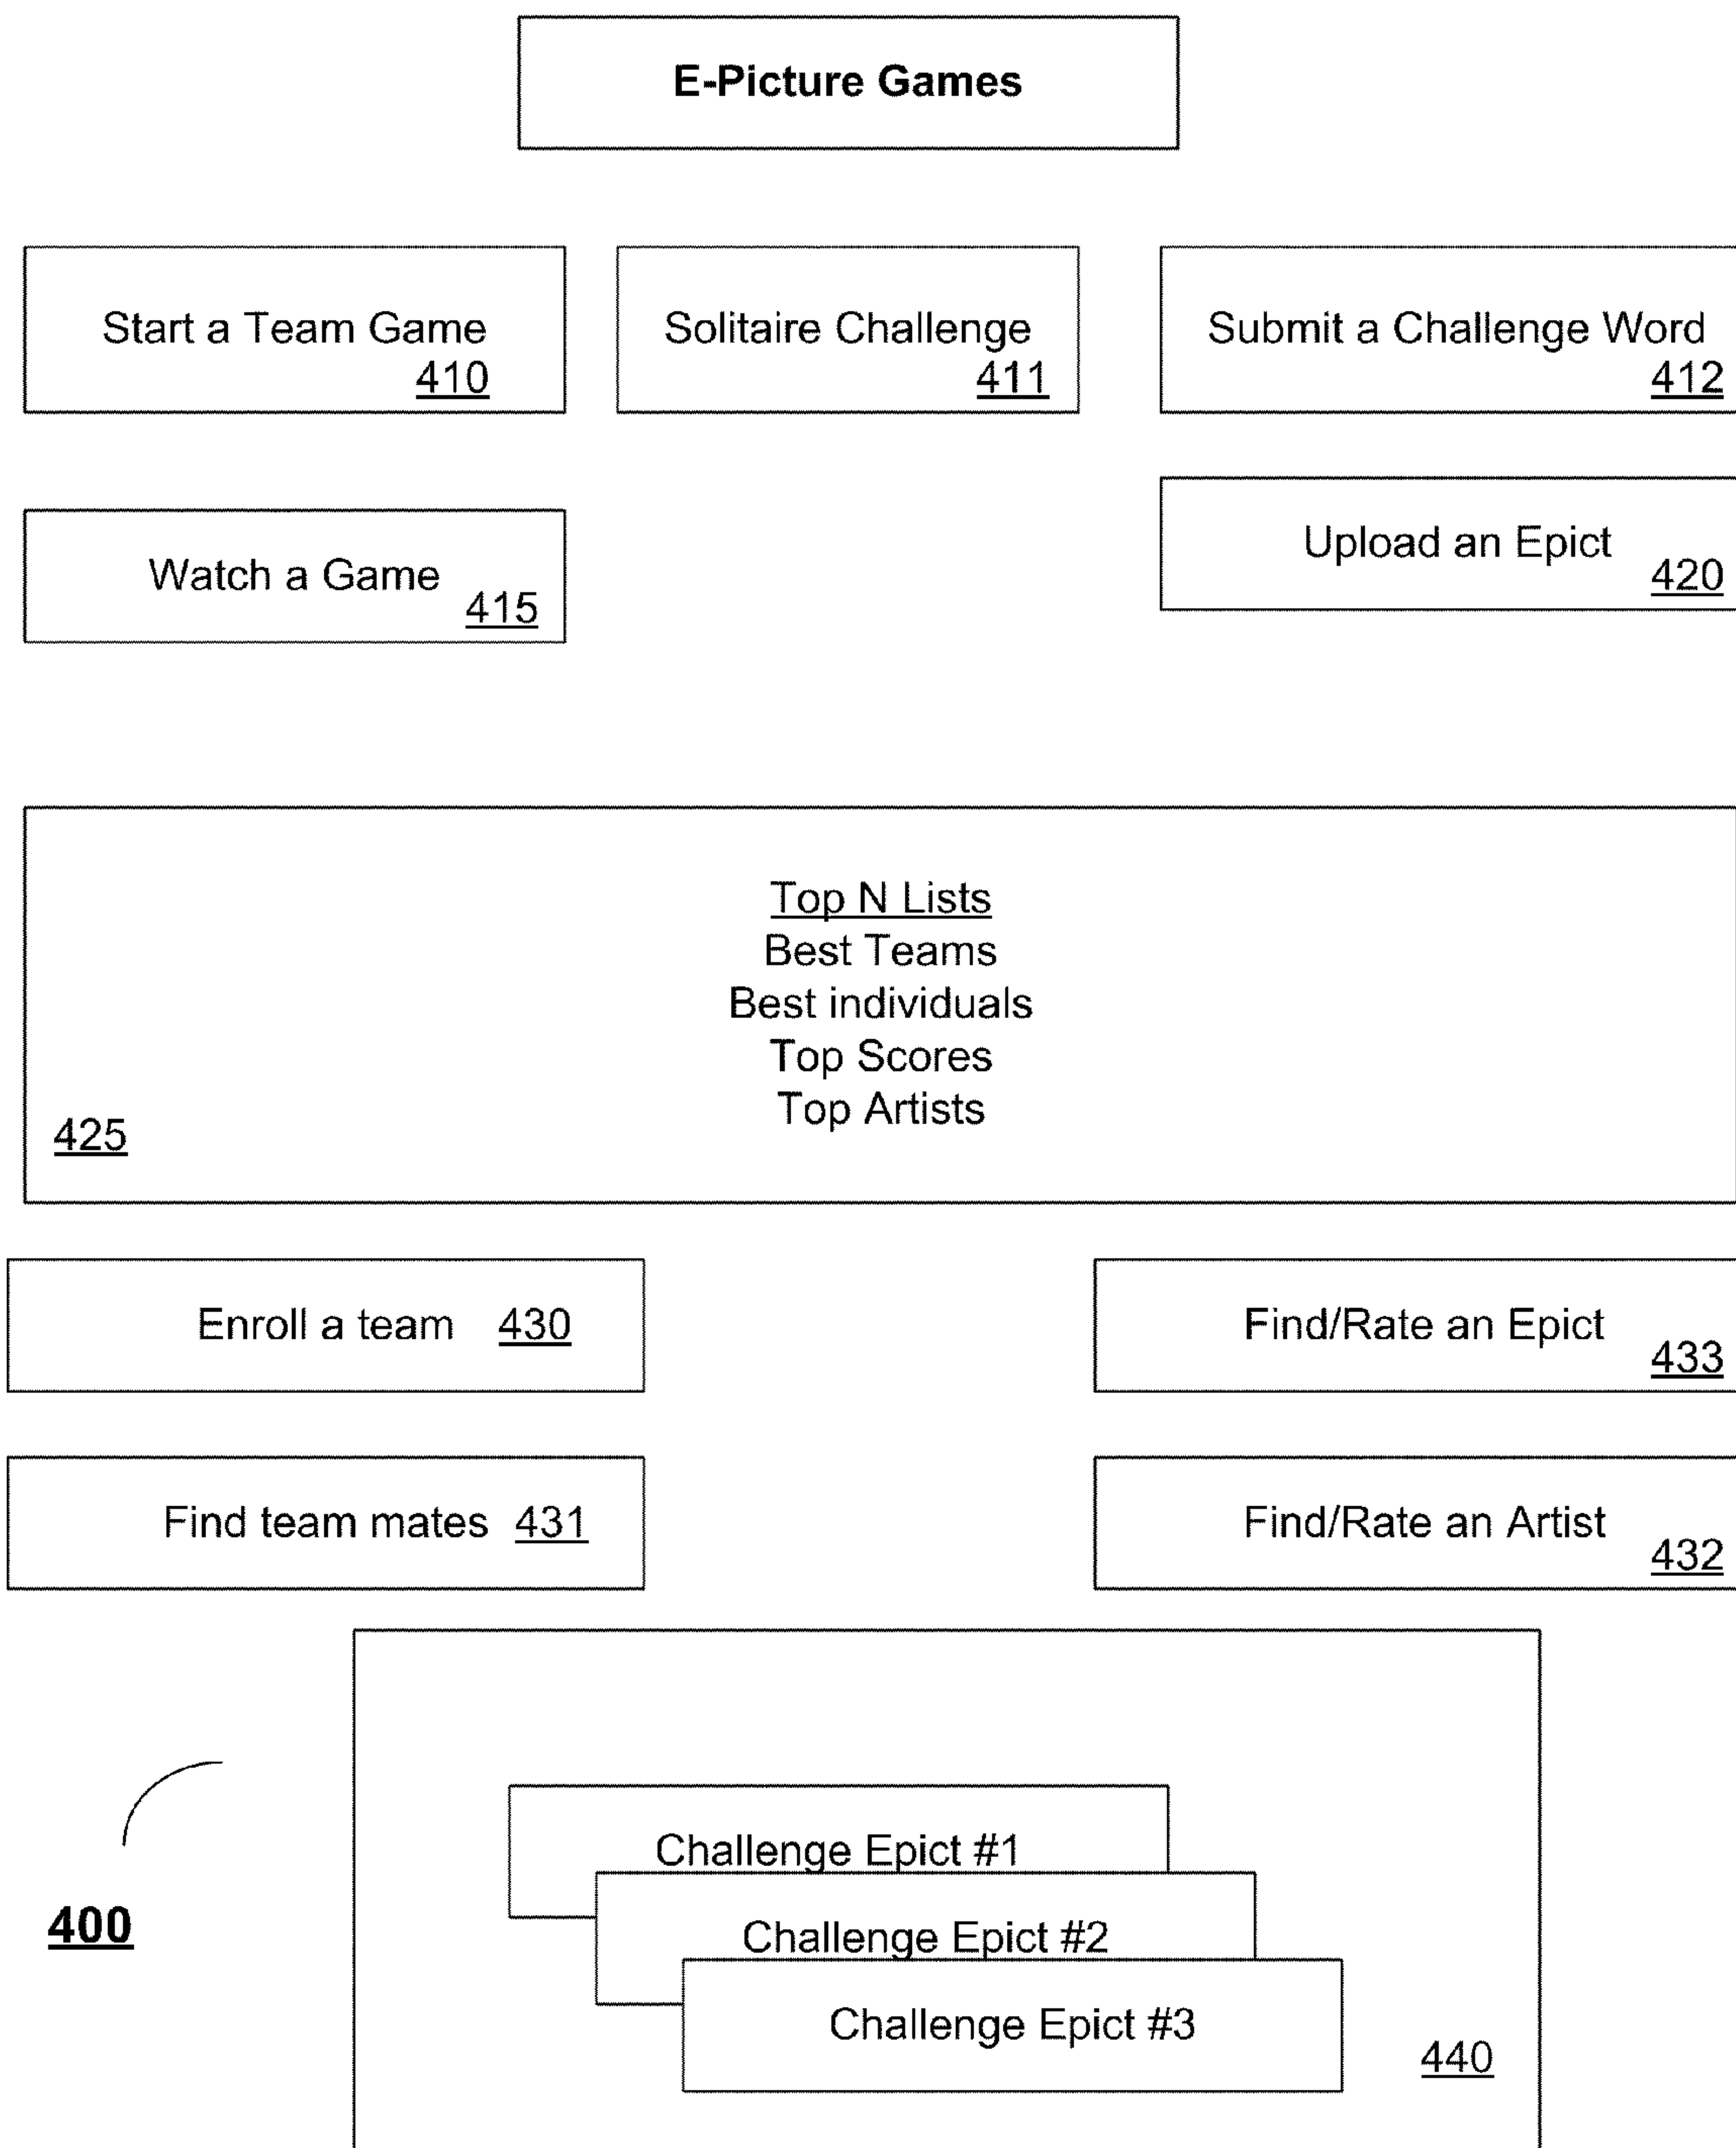 E-Picture Games
Start a Team Game
410
Solitaire Challenge
411
Submit a Challenge Word
412
Watch a Game
415
Upload an Epict
420
Top N Lists
Best Teams
Best individuals
Top Scores
Top Artists
425
Enroll a team 430
Find/Rate an Epict
433
Find team mates 431
Find/Rate an Artist
432
Challenge Epict #1
Challenge Epict #2
Challenge Epict #3
400
440